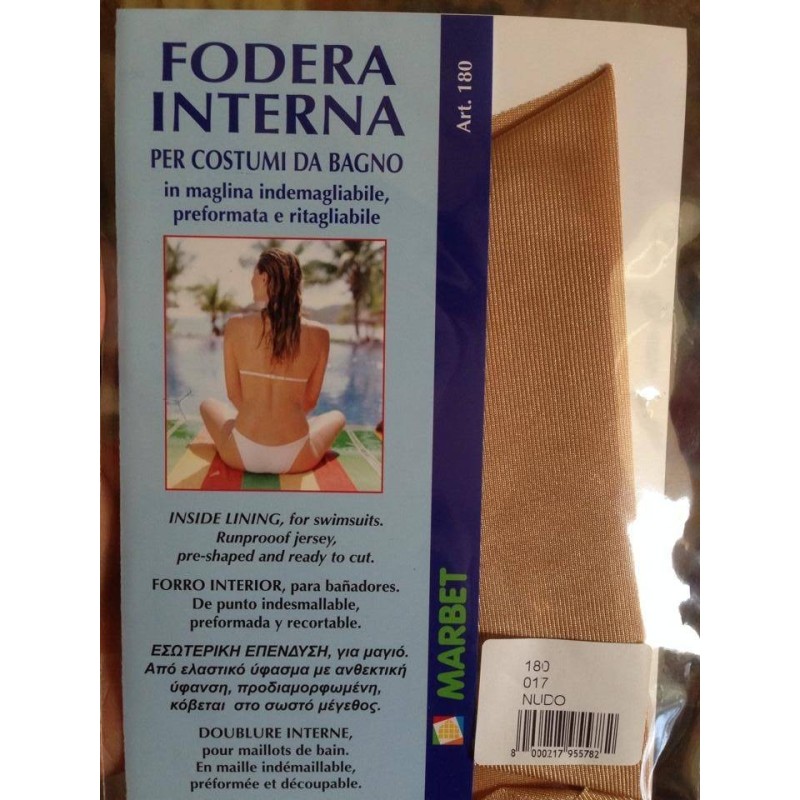 FODERA
INTERNA
PER COSTUMI DA BAGNO
in maglina indemagliabile,
preformata e ritagliabile
INSIDE LINING, for swimsuits.
Runprooof jersey,
pre-shaped and ready to cut.
FORRO INTERIOR, para bañadores.
De punto indesmallable,
preformada y recortable.
ΕΣΩΤΕΡΙΚΗ ΕΠΕΝΔΥΣΗ, για μαγιό.
Από ελαστικό ύφασμα με ανθεκτική
ύφανση, προδιαμορφωμένη,
κόβεται στο σωστό μέγεθος.
DOUBLURE INTERNE,
pour maillots de bain.
En maille indémaillable,
préformée et découpable.
Art. 180
MARBET
180
017
NUDO
8 000217 955782